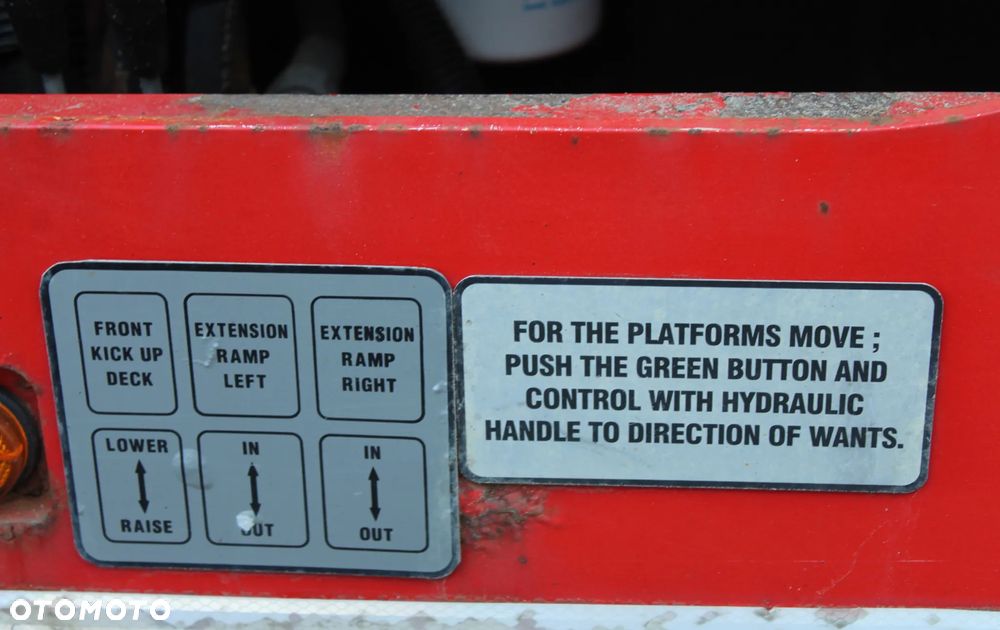 FRONT
KICK UP
DECK
EXTENSION
RAMP
LEFT
EXTENSION
RAMP
RIGHT
LOWER
RAISE
IN
OUT
IN
OUT
FOR THE PLATFORMS MOVE ;
PUSH THE GREEN BUTTON AND
CONTROL WITH HYDRAULIC
HANDLE TO DIRECTION OF WANTS.
OTOMOTO